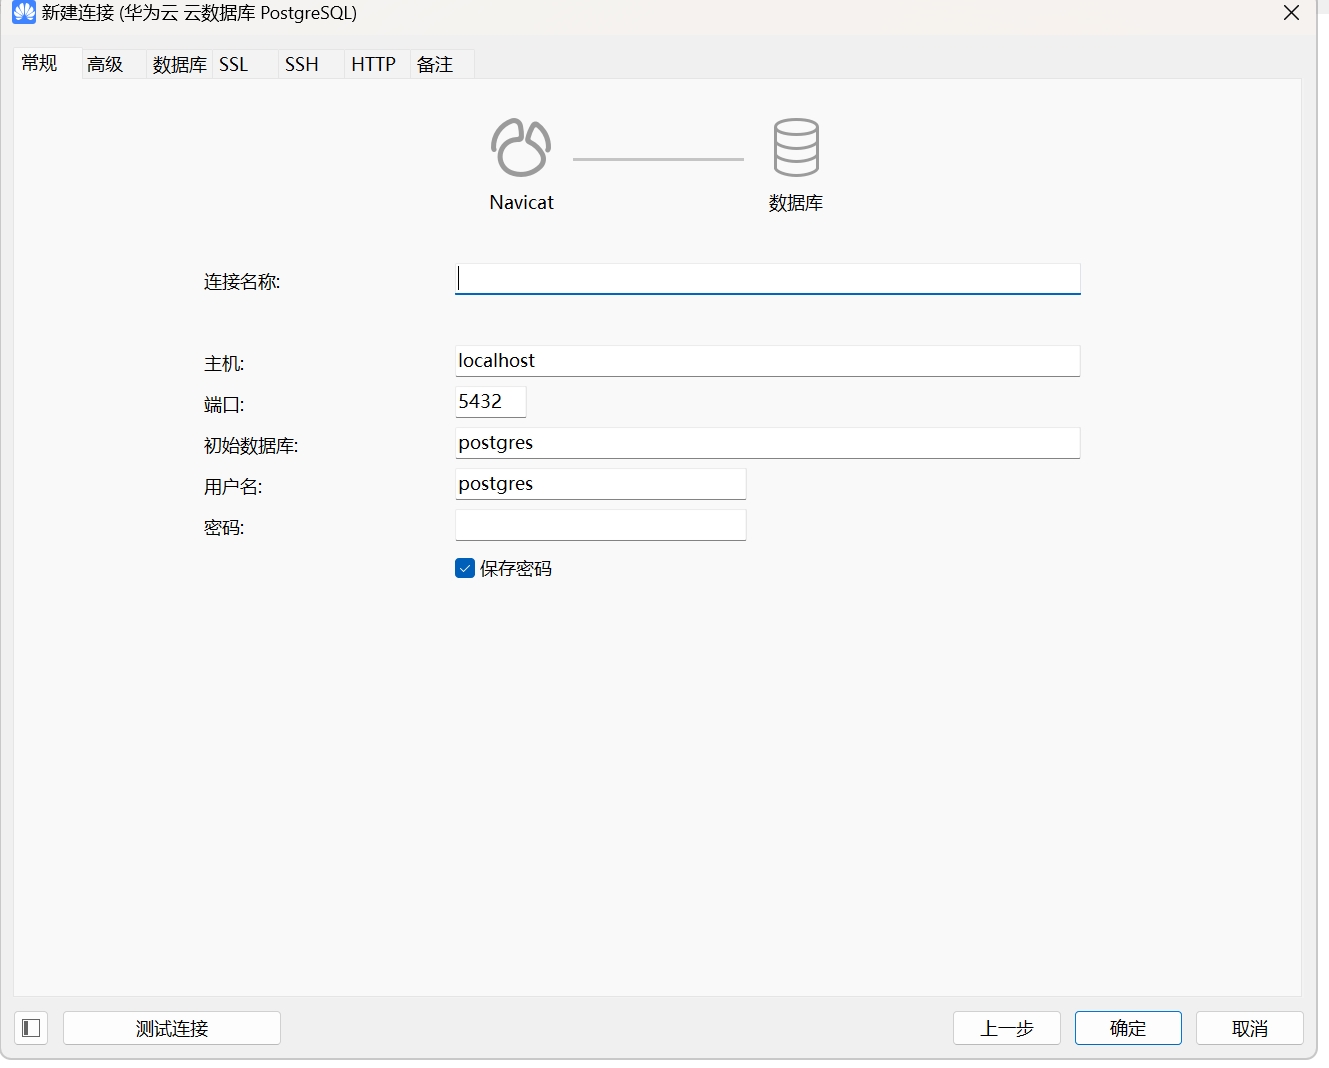 新建连接 (华为云 云数据库 PostgreSQL)
常规 高级 数据库 SSL SSH HTTP 备注
Navicat 数据库
连接名称:
主机: localhost
端口: 5432
初始数据库: postgres
用户名: postgres
密码:
保存密码
测试连接 上一步 确定 取消